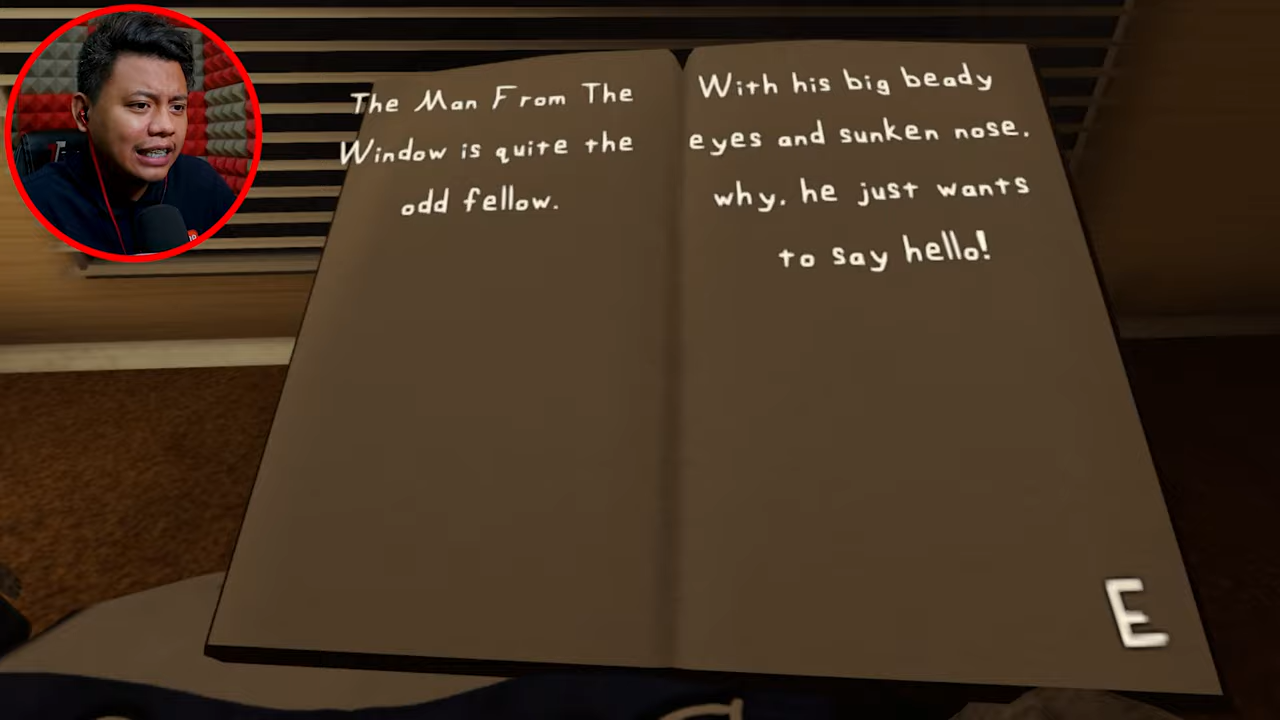 The Man From The
Window is quite the
odd fellow.
With his big beady
eyes and sunken nose.
why, he just wants
to say hello!
E